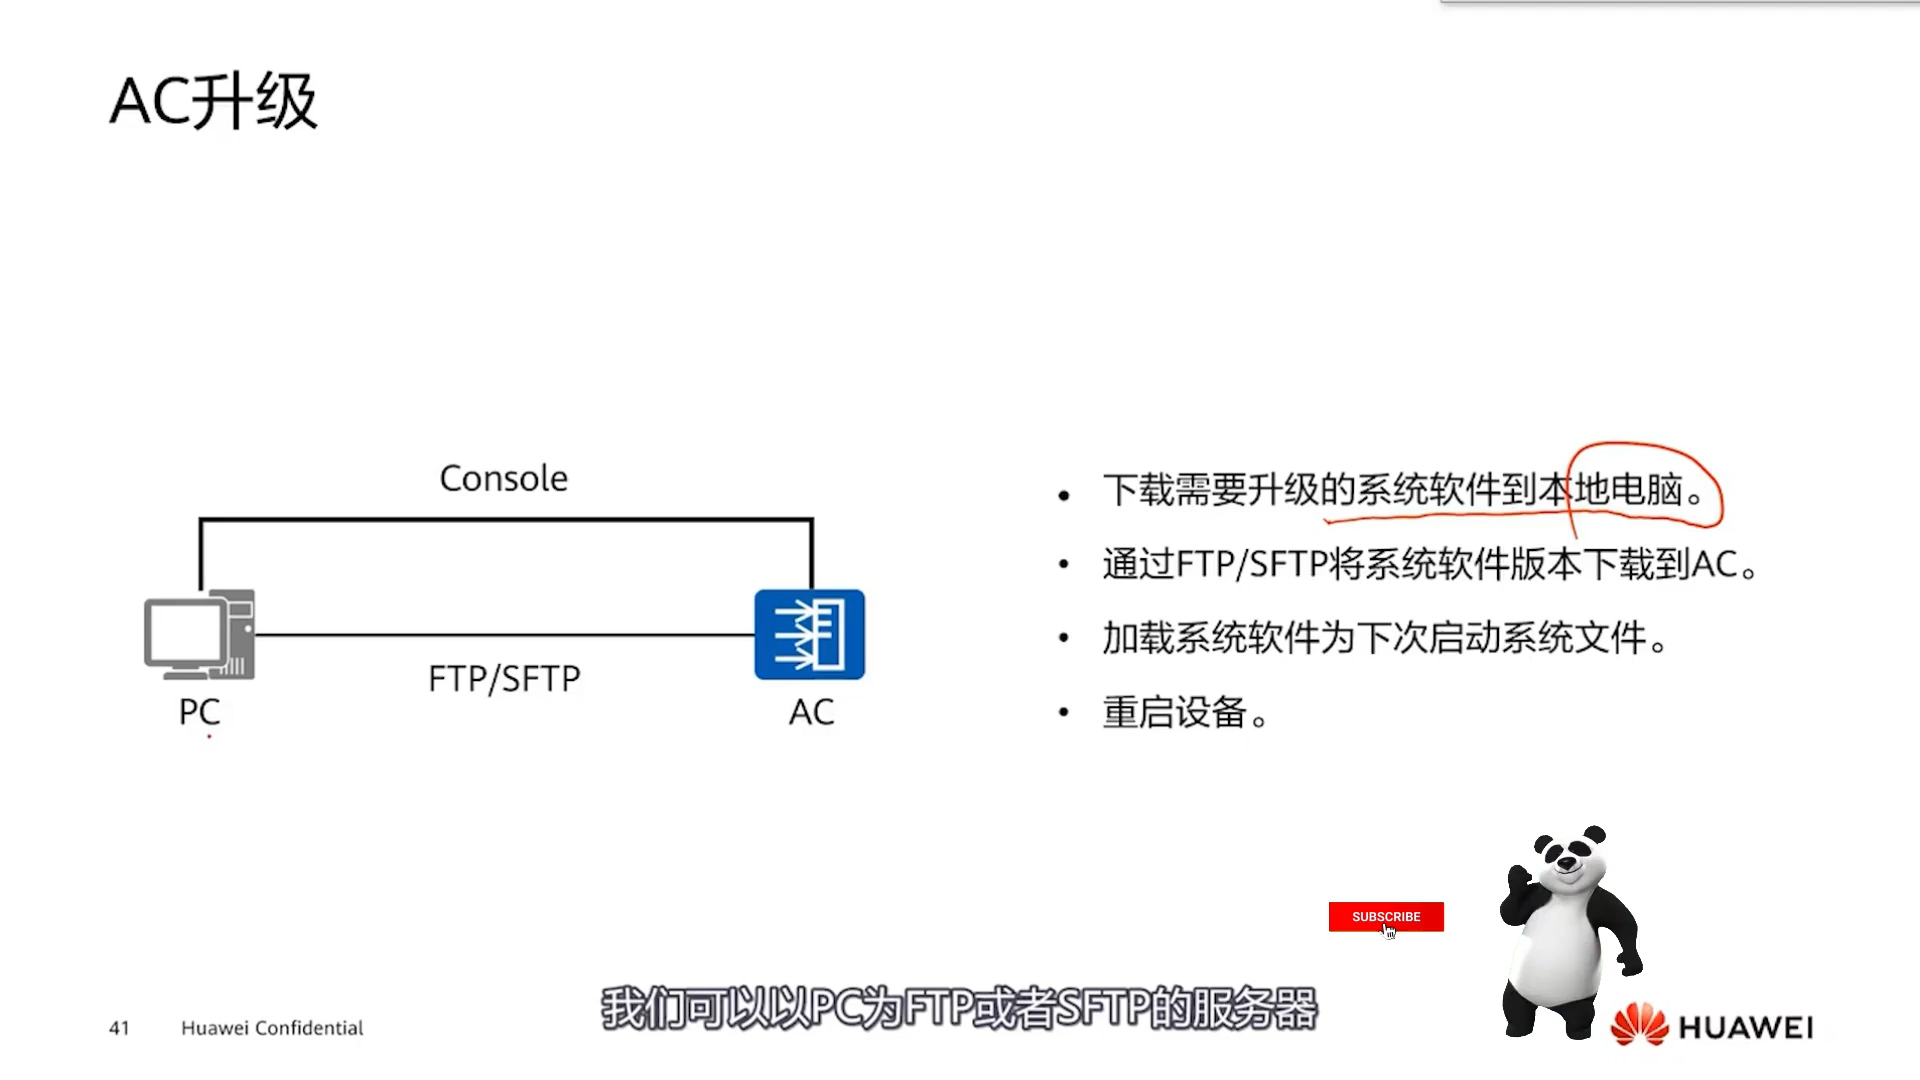 AC升级
Console
FTP/SFTP
PC
AC
• 下载需要升级的系统软件到本地电脑。
• 通过FTP/SFTP将系统软件版本下载到AC。
• 加载系统软件为下次启动系统文件。
• 重启设备。
SUBSCRIBE
我们可以以PC为FTP或者SFTP的服务器
41 Huawei Confidential
HUAWEI